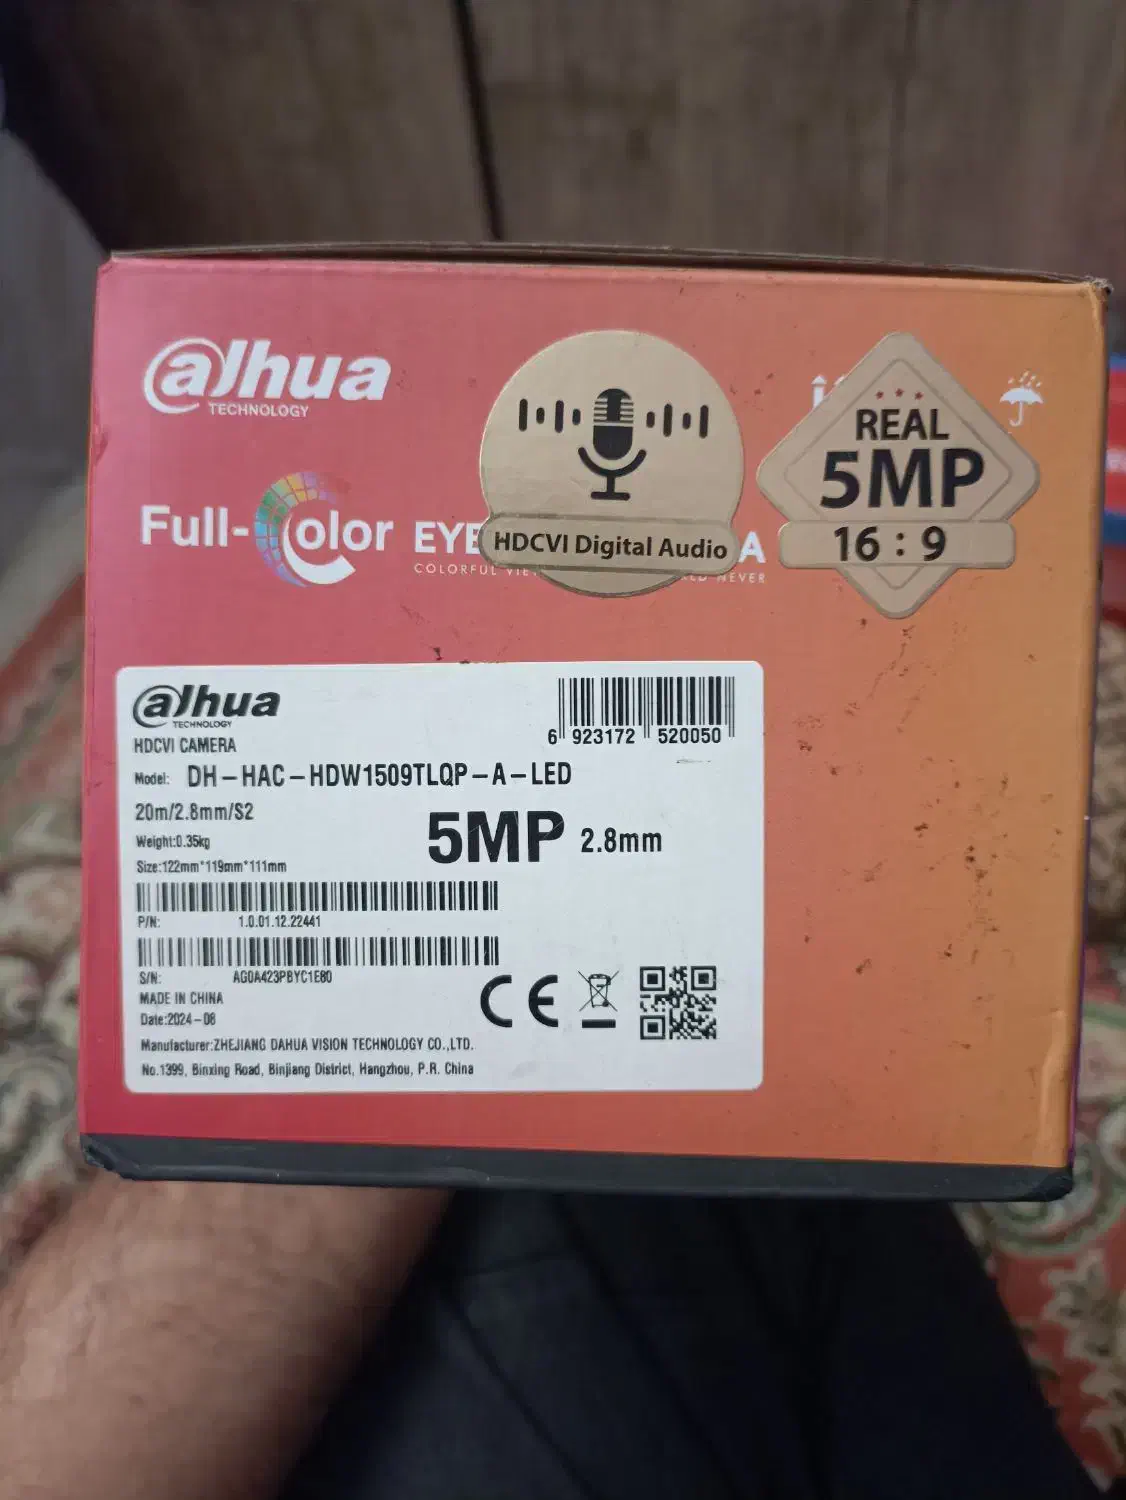 alhua
TECHNOLOGY
HDCVI Digital Audio
REAL
5MP
16 : 9
Full-Color EYE
A
COLORFUL
NEVER
alhua
TECHNOLOGY
HDCVI CAMERA
6 923172 520050
Model: DH-HAC-HDW1509TLQP-A-LED
20m/2.8mm/S2
Weight:0.35kg
5MP 2.8mm
Size:122mm*119mm*111mm
P/N: 1.0.01.12.22441
S/N: AG0A423PBYC1E80
MADE IN CHINA
Date:2024-08
CE
Manufacturer:ZHEJIANG DAHUA VISION TECHNOLOGY CO.,LTD.
No.1399, Binxing Road, Binjiang District, Hangzhou, P.R. China